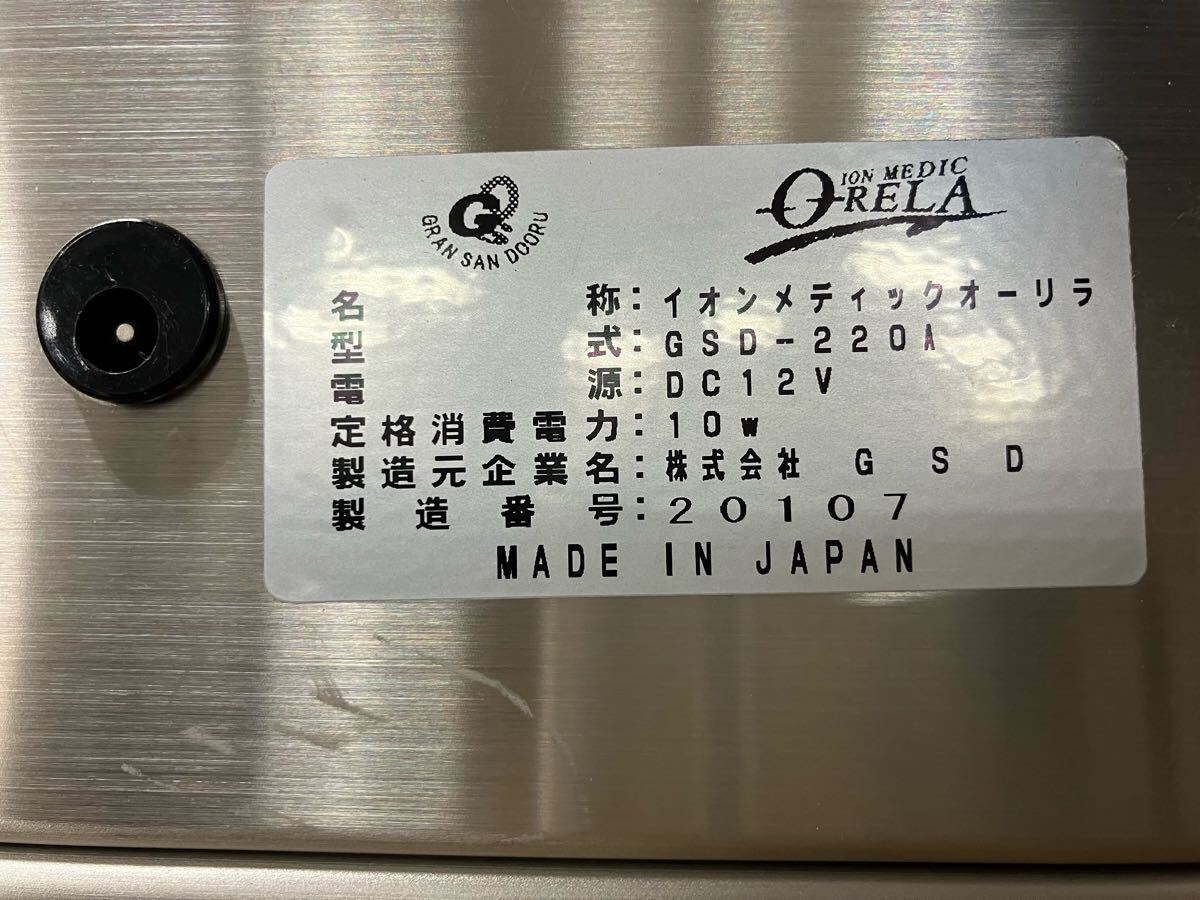 G
GRAN SAN DOORU
ION MEDIC
ORELA
名称:イオンメディックオーリラ
型式:GSD-220A
電源:DC12V
定格消費電力:10w
製造元企業名:株式会社 GSD
製造番号:20107
MADE IN JAPAN